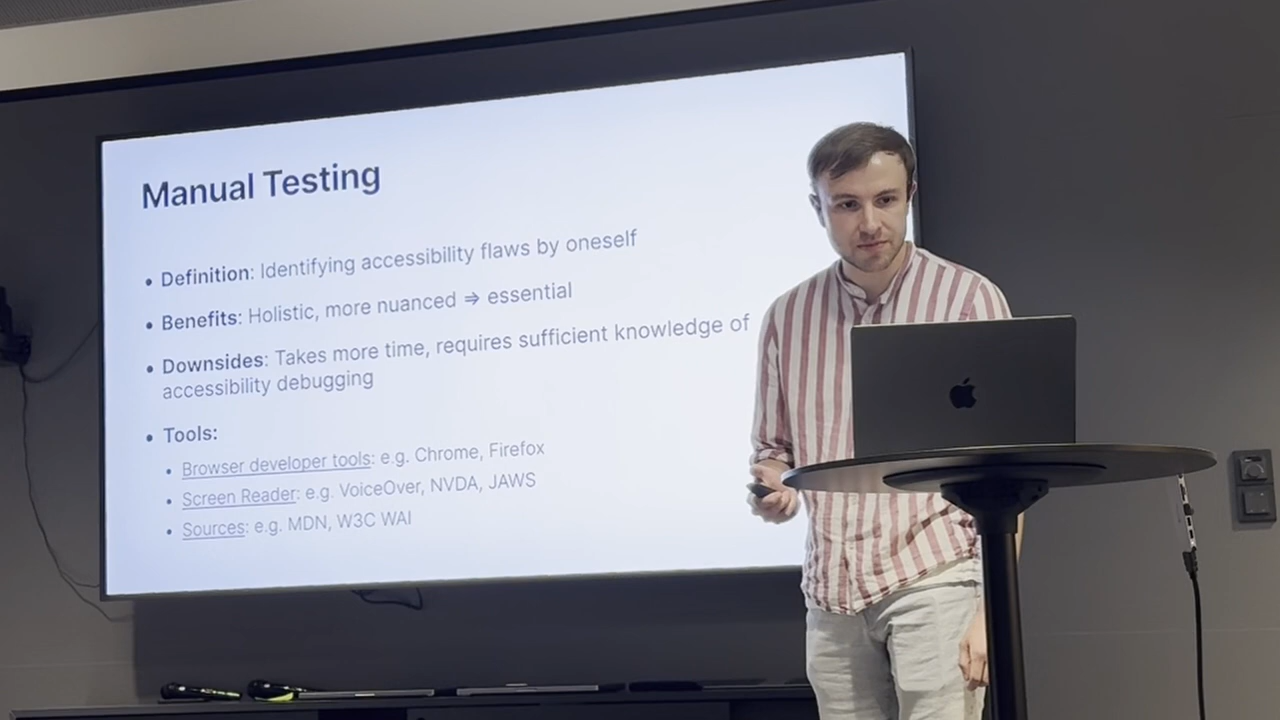 Manual Testing
• Definition: Identifying accessibility flaws by oneself
• Benefits: Holistic, more nuanced ⇒ essential
• Downsides: Takes more time, requires sufficient knowledge of
accessibility debugging
• Tools:
• Browser developer tools: e.g. Chrome, Firefox
• Screen Reader: e.g. VoiceOver, NVDA, JAWS
• Sources: e.g. MDN, W3C WAI